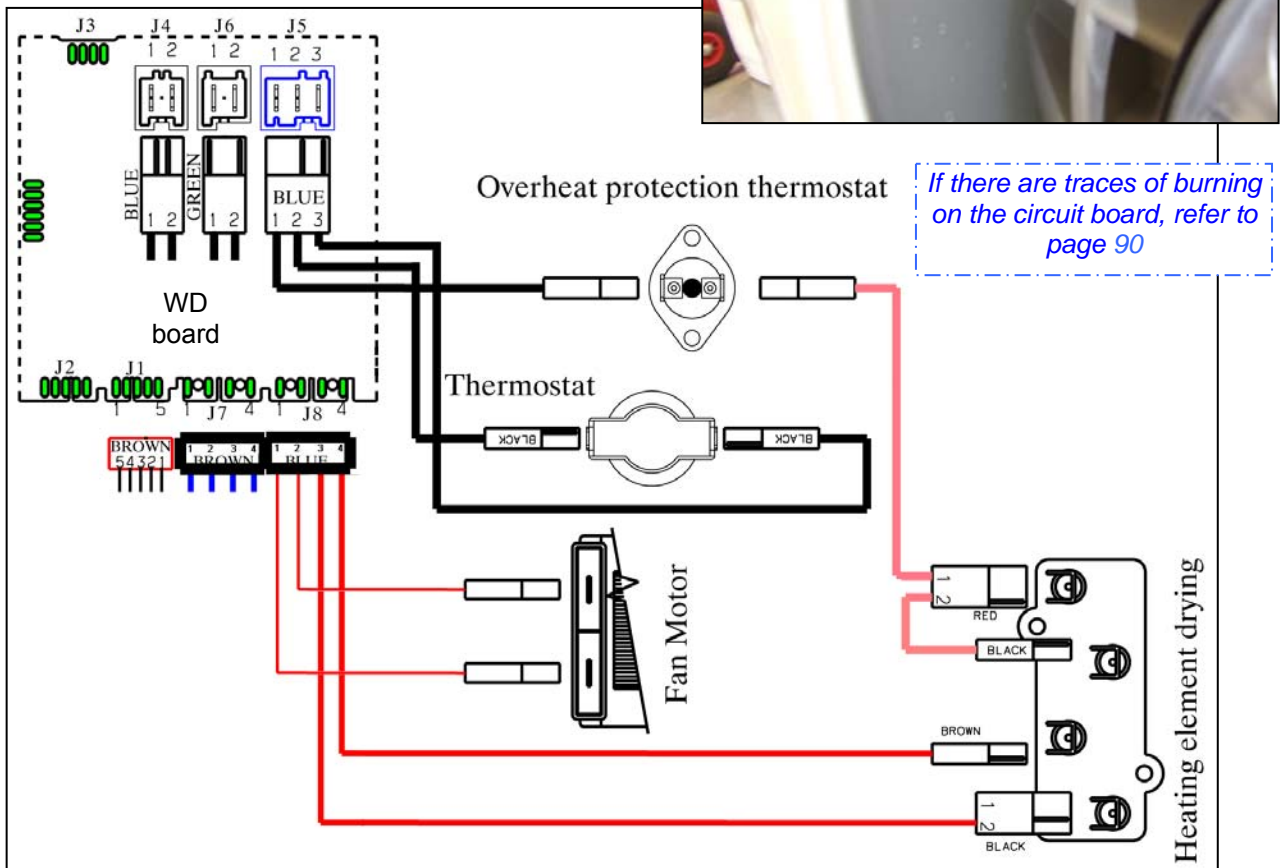 J3
J4
J6
J5
1 2
1 2
1 2 3
BLUE
GREEN
BLUE
1 2
1 2
1 2 3
WD
board
J2
J1
1 5
J7
1 4
J8
1 4
BROWN
54321
1 2 3 4
BROWN
1 2 3 4
BLUE
Overheat protection thermostat
If there are traces of burning
on the circuit board, refer to
page 90
Thermostat
BLACK
BLACK
Fan Motor
1
2
RED
BLACK
BROWN
1
2
BLACK
Heating element drying